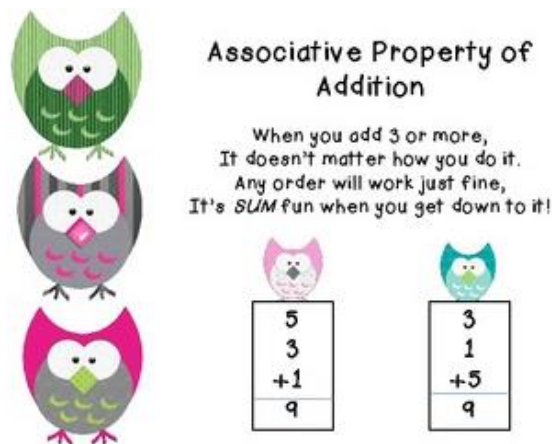 Associative Property of
Addition
When you add 3 or more,
It doesn't matter how you do it.
Any order will work just fine,
It's SUM fun when you get down to it!
5
3
+1
9
3
1
+5
9